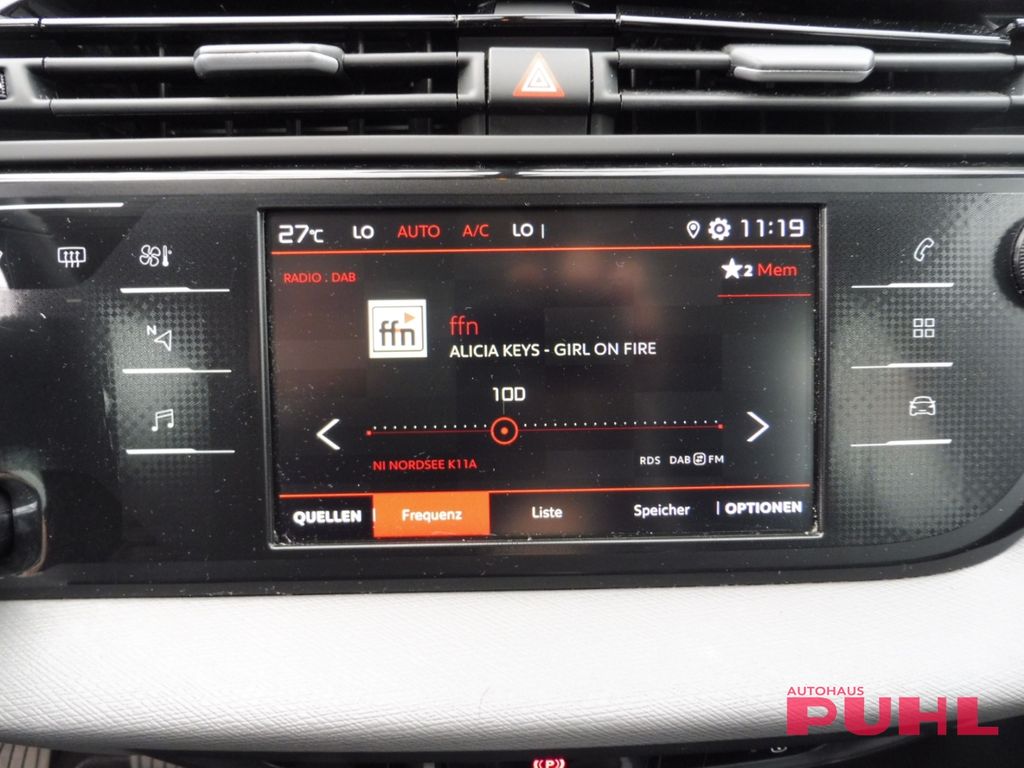 27°C LO AUTO A/C LO 11:19
RADIO : DAB
2 Mem
ffn
ffn
ALICIA KEYS - GIRL ON FIRE
10D
NI NORDSEE K11A
RDS DAB FM
QUELLEN Frequenz Liste Speicher OPTIONEN
N
AUTOHAUS
PUHL
((P))